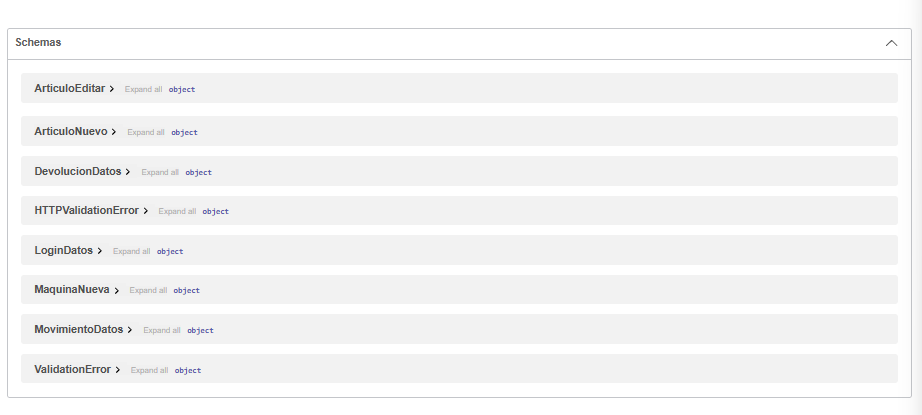 Schemas
ArticuloEditar Expand all object
ArticuloNuevo Expand all object
DevolucionDatos Expand all object
HTTPValidationError Expand all object
LoginDatos Expand all object
MaquinaNueva Expand all object
MovimientoDatos Expand all object
ValidationError Expand all object